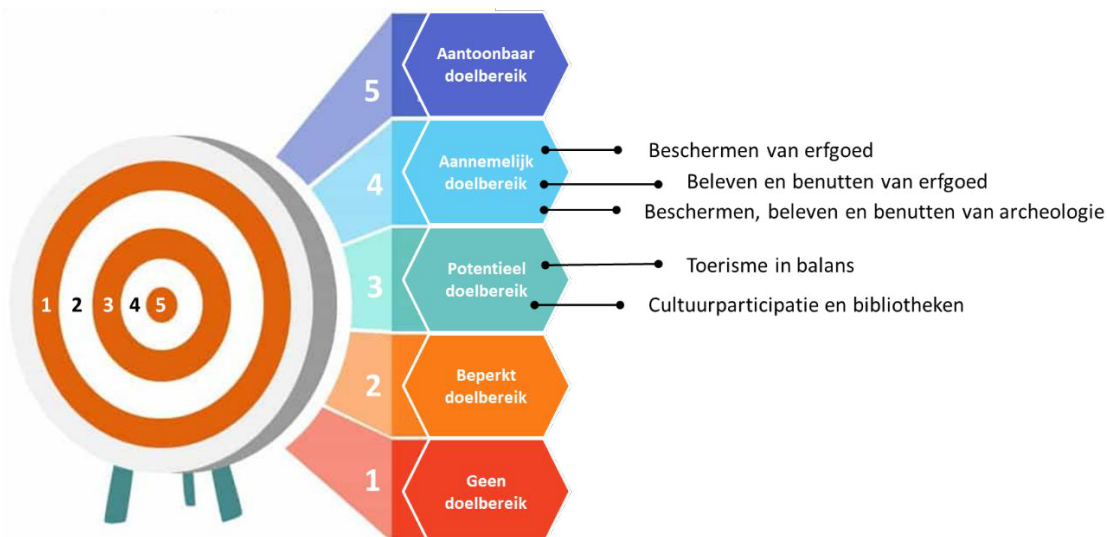 5
Aantoonbaar
doelbereik
4
Aannemelijk
doelbereik
Beschermen van erfgoed
Beleven en benutten van erfgoed
Beschermen, beleven en benutten van archeologie
3
Potentieel
doelbereik
Toerisme in balans
Cultuurparticipatie en bibliotheken
1 2 3 4 5
2
Beperkt
doelbereik
1
Geen
doelbereik